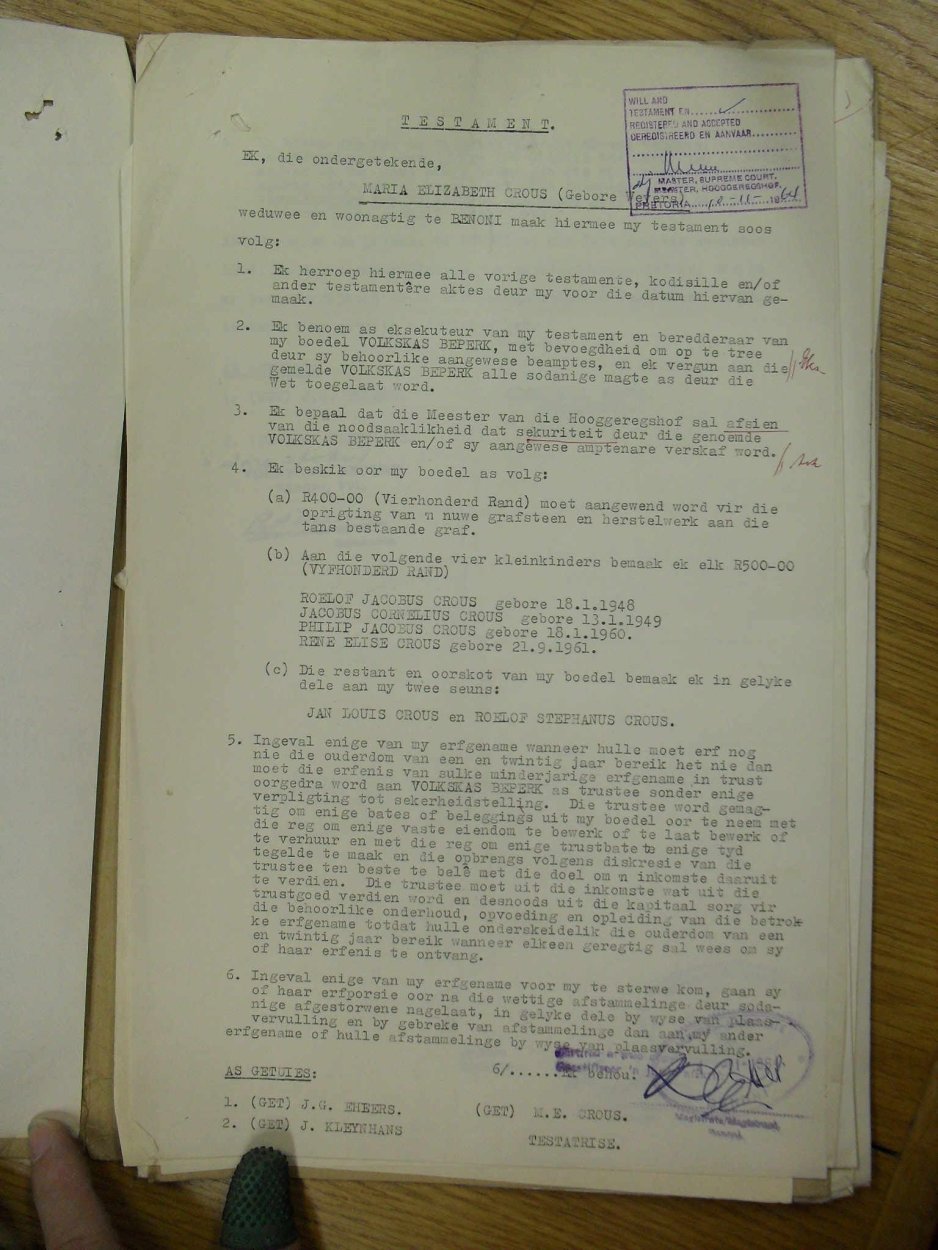 T E S T A M E N T.
WILL AND
TESTAMENT EN
REGISTERED AND ACCEPTED
GEREGISTREERD EN AANVAAR
MASTER, SUPREME COURT.
MEESTER, HOOGGEREGSHOF.
PRETORIA 10-11-1964
EK, die ondergetekende,
MARIA ELIZABETH CROUS (Gebore Weyers)
weduwee en woonagtig te BENONI maak hiermee my testament soos
volg:
1. Ek herroep hiermee alle vorige testamente, kodisille en/of
ander testamentêre aktes deur my voor die datum hiervan ge-
maak.
2. Ek benoem as eksekuteur van my testament en beredderaar van
my boedel VOLKSKAS BEPERK, met bevoegdheid om op te tree
deur sy behoorlike aangewese beamptes, en ek vergun aan die
gemelde VOLKSKAS BEPERK alle sodanige magte as deur die
Wet toegelaat word.
3. Ek bepaal dat die Meester van die Hooggeregshof sal afsien
van die noodsaaklikheid dat sekuriteit deur die genoemde
VOLKSKAS BEPERK en/of sy aangewese amptenare verskaf word.
4. Ek beskik oor my boedel as volg:
(a) R400-00 (Vierhonderd Rand) moet aangewend word vir die
oprigting van 'n nuwe grafsteen en herstelwerk aan die
tans bestaande graf.
(b) Aan die volgende vier kleinkinders bemaak ek elk R500-00
(VYFHONDERD RAND)
ROELOF JACOBUS CROUS gebore 18.1.1948
JACOBUS CORNELIUS CROUS gebore 13.1.1949
PHILIP JACOBUS CROUS gebore 18.1.1960.
RENE ELISE CROUS gebore 21.9.1961.
(c) Die restant en oorskot van my boedel bemaak ek in gelyke
dele aan my twee seuns:
JAN LOUIS CROUS en ROELOF STEPHANUS CROUS.
5. Ingeval enige van my erfgename wanneer hulle moet erf nog
nie die ouderdom van een en twintig jaar bereik het nie dan
moet die erfenis van sulke minderjarige erfgename in trust
oorgedra word aan VOLKSKAS BEPERK as trustee sonder enige
verpligting tot sekerheidstelling. Die trustee word gemag-
tig om enige bates of beleggings uit my boedel oor te neem met
die reg om enige vaste eiendom te bewerk of te laat bewerk of
te verhuur en met die reg om enige trustbate te enige tyd
tegelde te maak en die opbrengs volgens diskresie van die
trustee ten beste te belê met die doel om 'n inkomste daaruit
te verdien. Die trustee moet uit die inkomste wat uit die
trustgoed verdien word en desnoods uit die kapitaal sorg vir
die behoorlike onderhoud, opvoeding en opleiding van die betrok-
ke erfgename totdat hulle onderskeidelik die ouderdom van een
en twintig jaar bereik wanneer elkeen geregtig sal wees om sy
of haar erfenis te ontvang.
6. Ingeval enige van my erfgename voor my te sterwe kom, gaan sy
of haar erfporsie oor na die wettige afstammelinge deur soda-
nige afgestorwene nagelaat, in gelyke dele by wyse van plaas-
vervulling en by gebreke van afstammelinge dan aan my ander
erfgename of hulle afstammelinge by wyse van plaasvervulling.
6/......Ek behou.
AS GETUIES:
1. (GET) J.G. EHEERS.
2. (GET) J. KLEYNHANS
(GET) M.E. CROUS.
TESTATRISE.